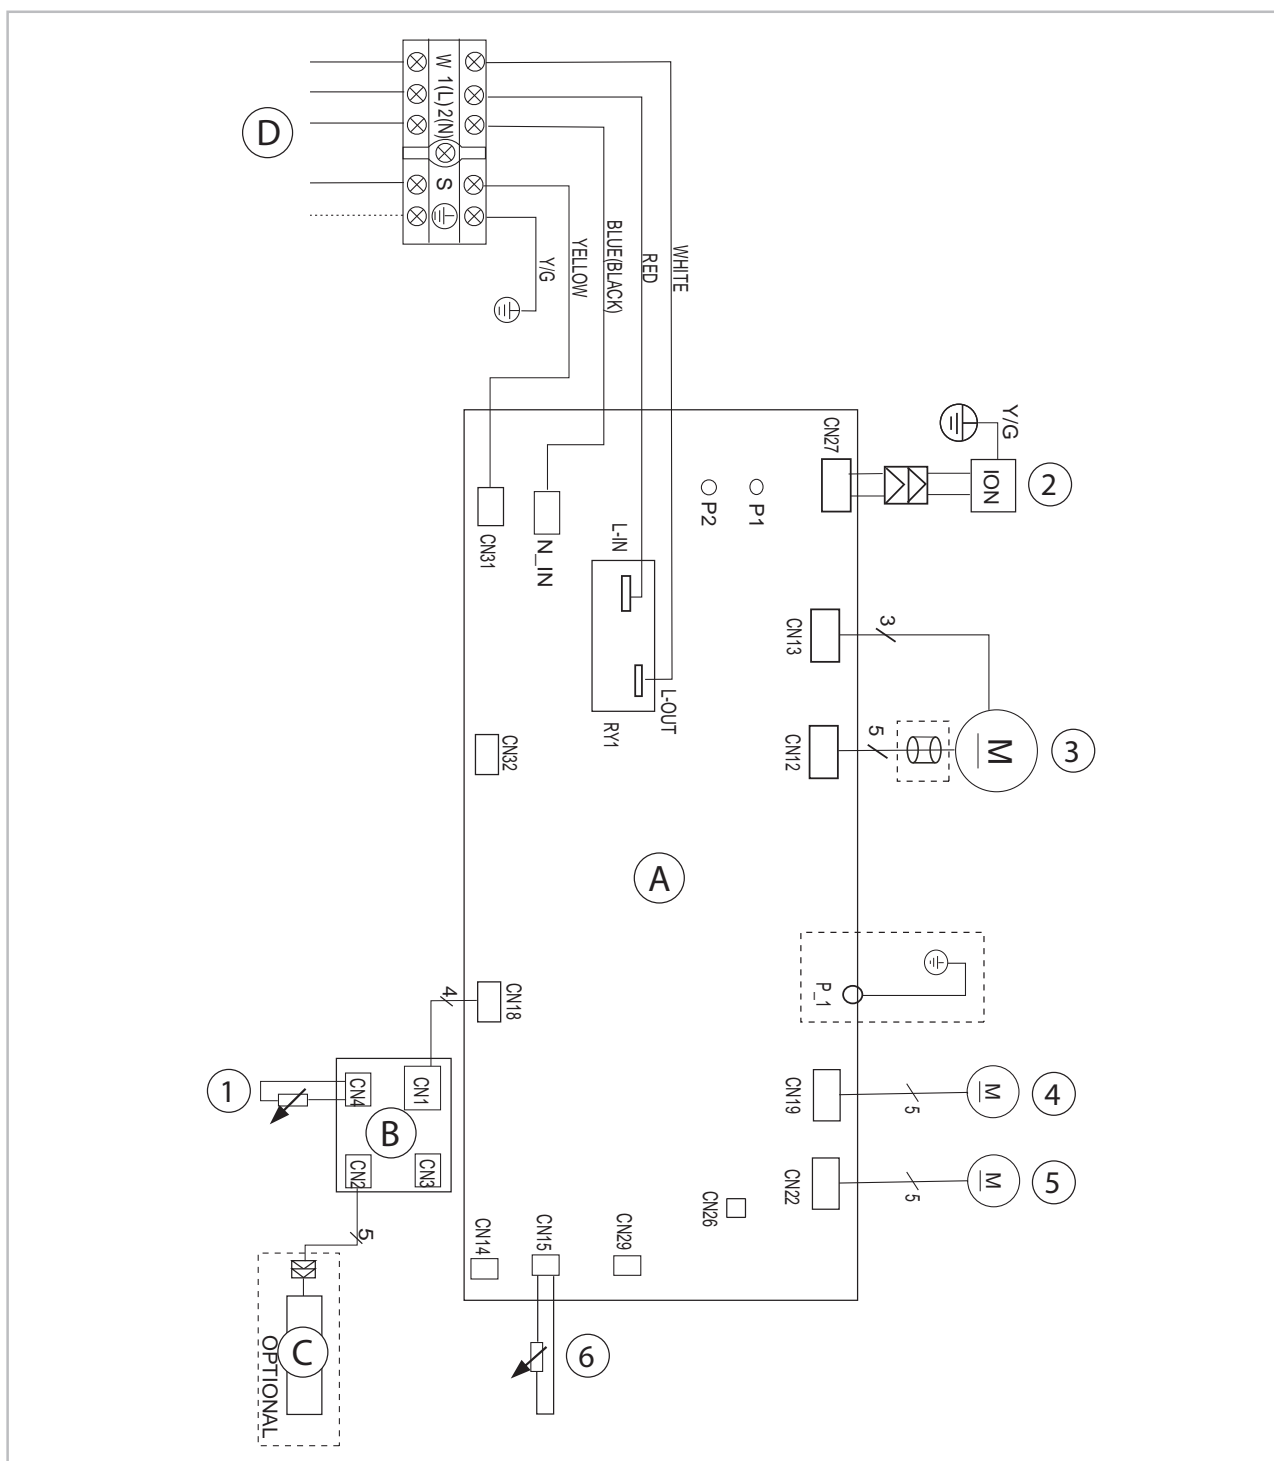 W 1(L) 2(N)
S
D
Y/G
YELLOW
BLUE(BLACK)
RED
WHITE
CN27
Y/G
ION
2
P2
P1
CN31
N_IN
L-IN
L-OUT
RY1
CN13
3
CN12
5
M
3
CN32
A
P_1
CN18
4
1
CN4
CN1
B
CN2
CN3
5
CN19
5
M
4
CN22
5
M
5
CN26
CN14
CN15
CN29
OPTIONAL
C
6